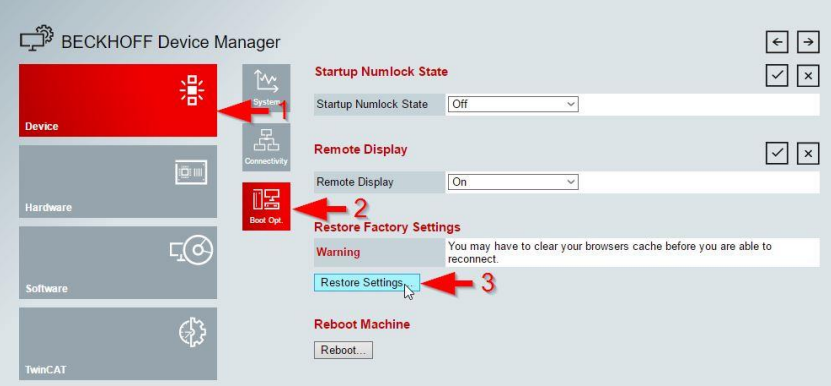 BECKHOFF Device Manager
Device
Hardware
Software
TwinCAT
System
Connectivity
Boot Opt.
1
2
3
Startup Numlock State
Startup Numlock State Off
Remote Display
Remote Display On
Restore Factory Settings
Warning You may have to clear your browsers cache before you are able to
reconnect.
Restore Settings...
Reboot Machine
Reboot...